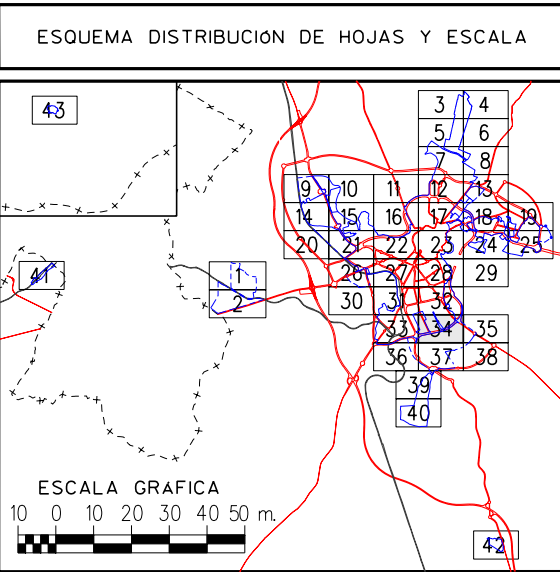 ESQUEMA DISTRIBUCIÓN DE HOJAS Y ESCALA
43
3 4
5 6
7 8
9 10 11 12 13
14 15 16 17 18 19
20 21 22 23 24 25
41
1
26 27 28 29
2
30 31 32
33 34 35
36 37 38
39
40
ESCALA GRÁFICA
10 0 10 20 30 40 50 m.
42